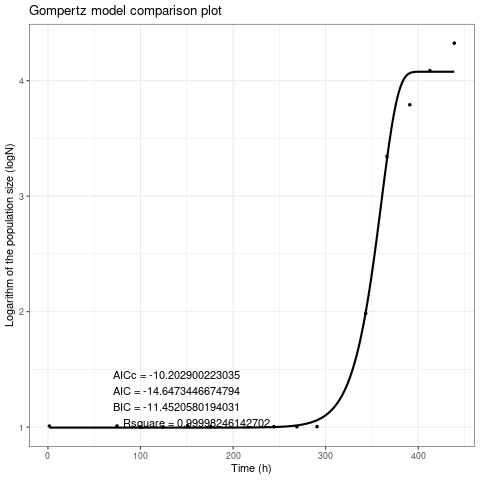 Gompertz model comparison plot
Logarithm of the population size (logN)
4
3
2
1
AICc = -10.202900223035
AIC = -14.6473446674794
BIC = -11.4520580194031
Rsquare = 0.99998246142702
0 100 200 300 400
Time (h)